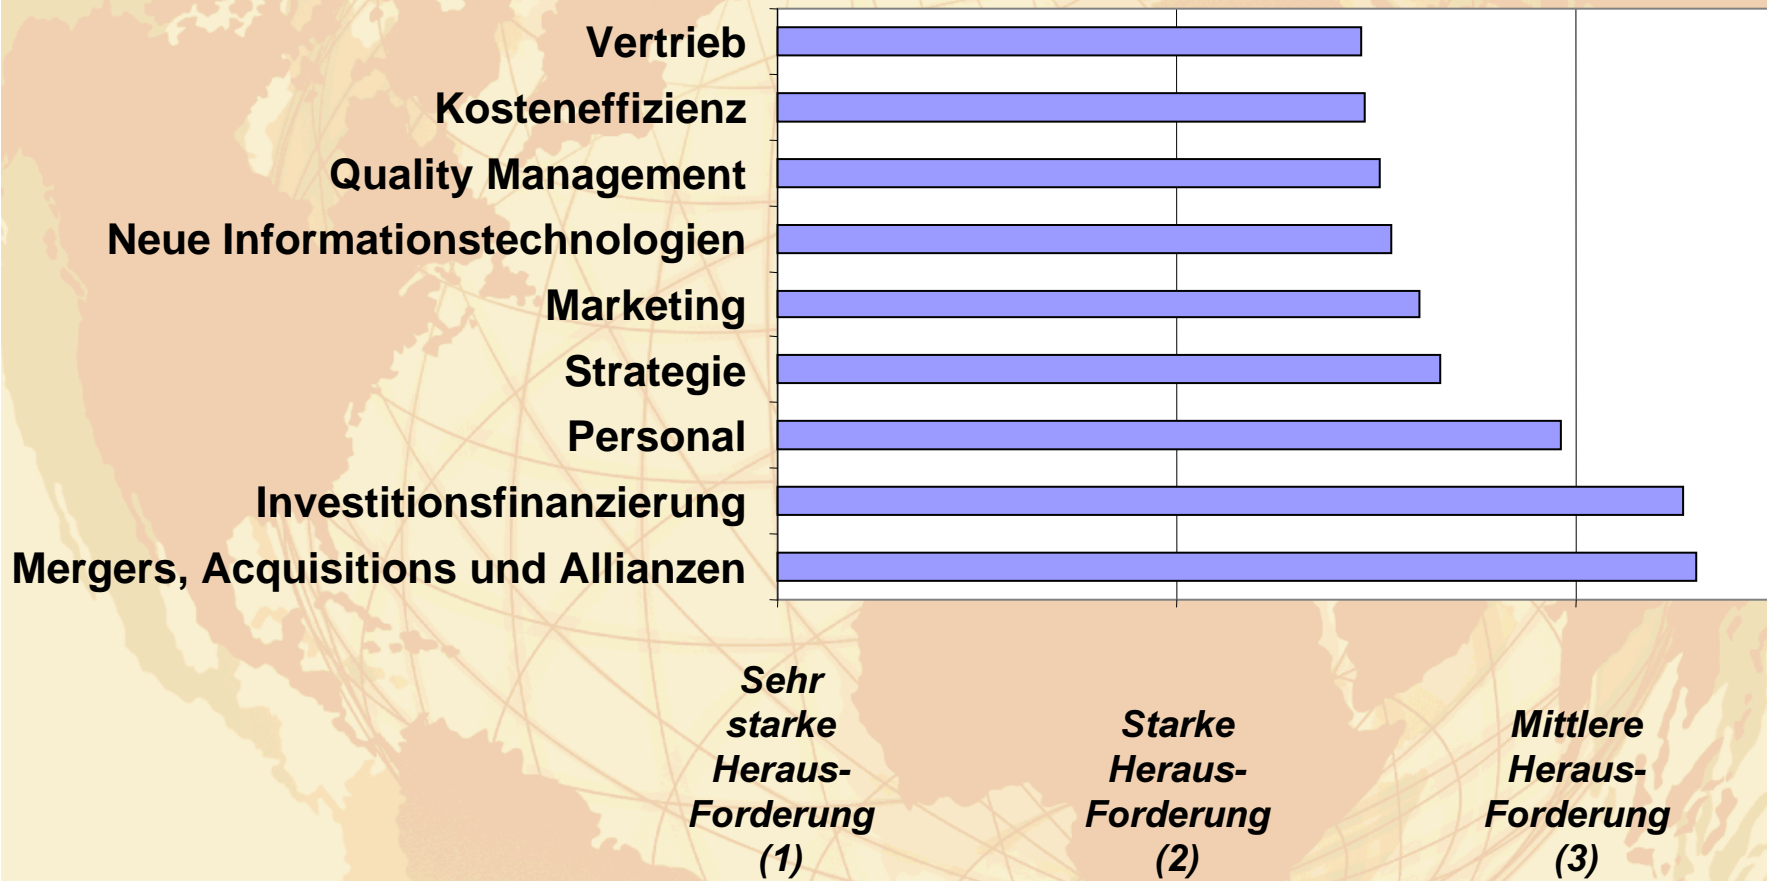 Vertrieb
Kosteneffizienz
Quality Management
Neue Informationstechnologien
Marketing
Strategie
Personal
Investitionsfinanzierung
Mergers, Acquisitions und Allianzen
Sehr
starke
Heraus-
Forderung
(1)
Starke
Heraus-
Forderung
(2)
Mittlere
Heraus-
Forderung
(3)